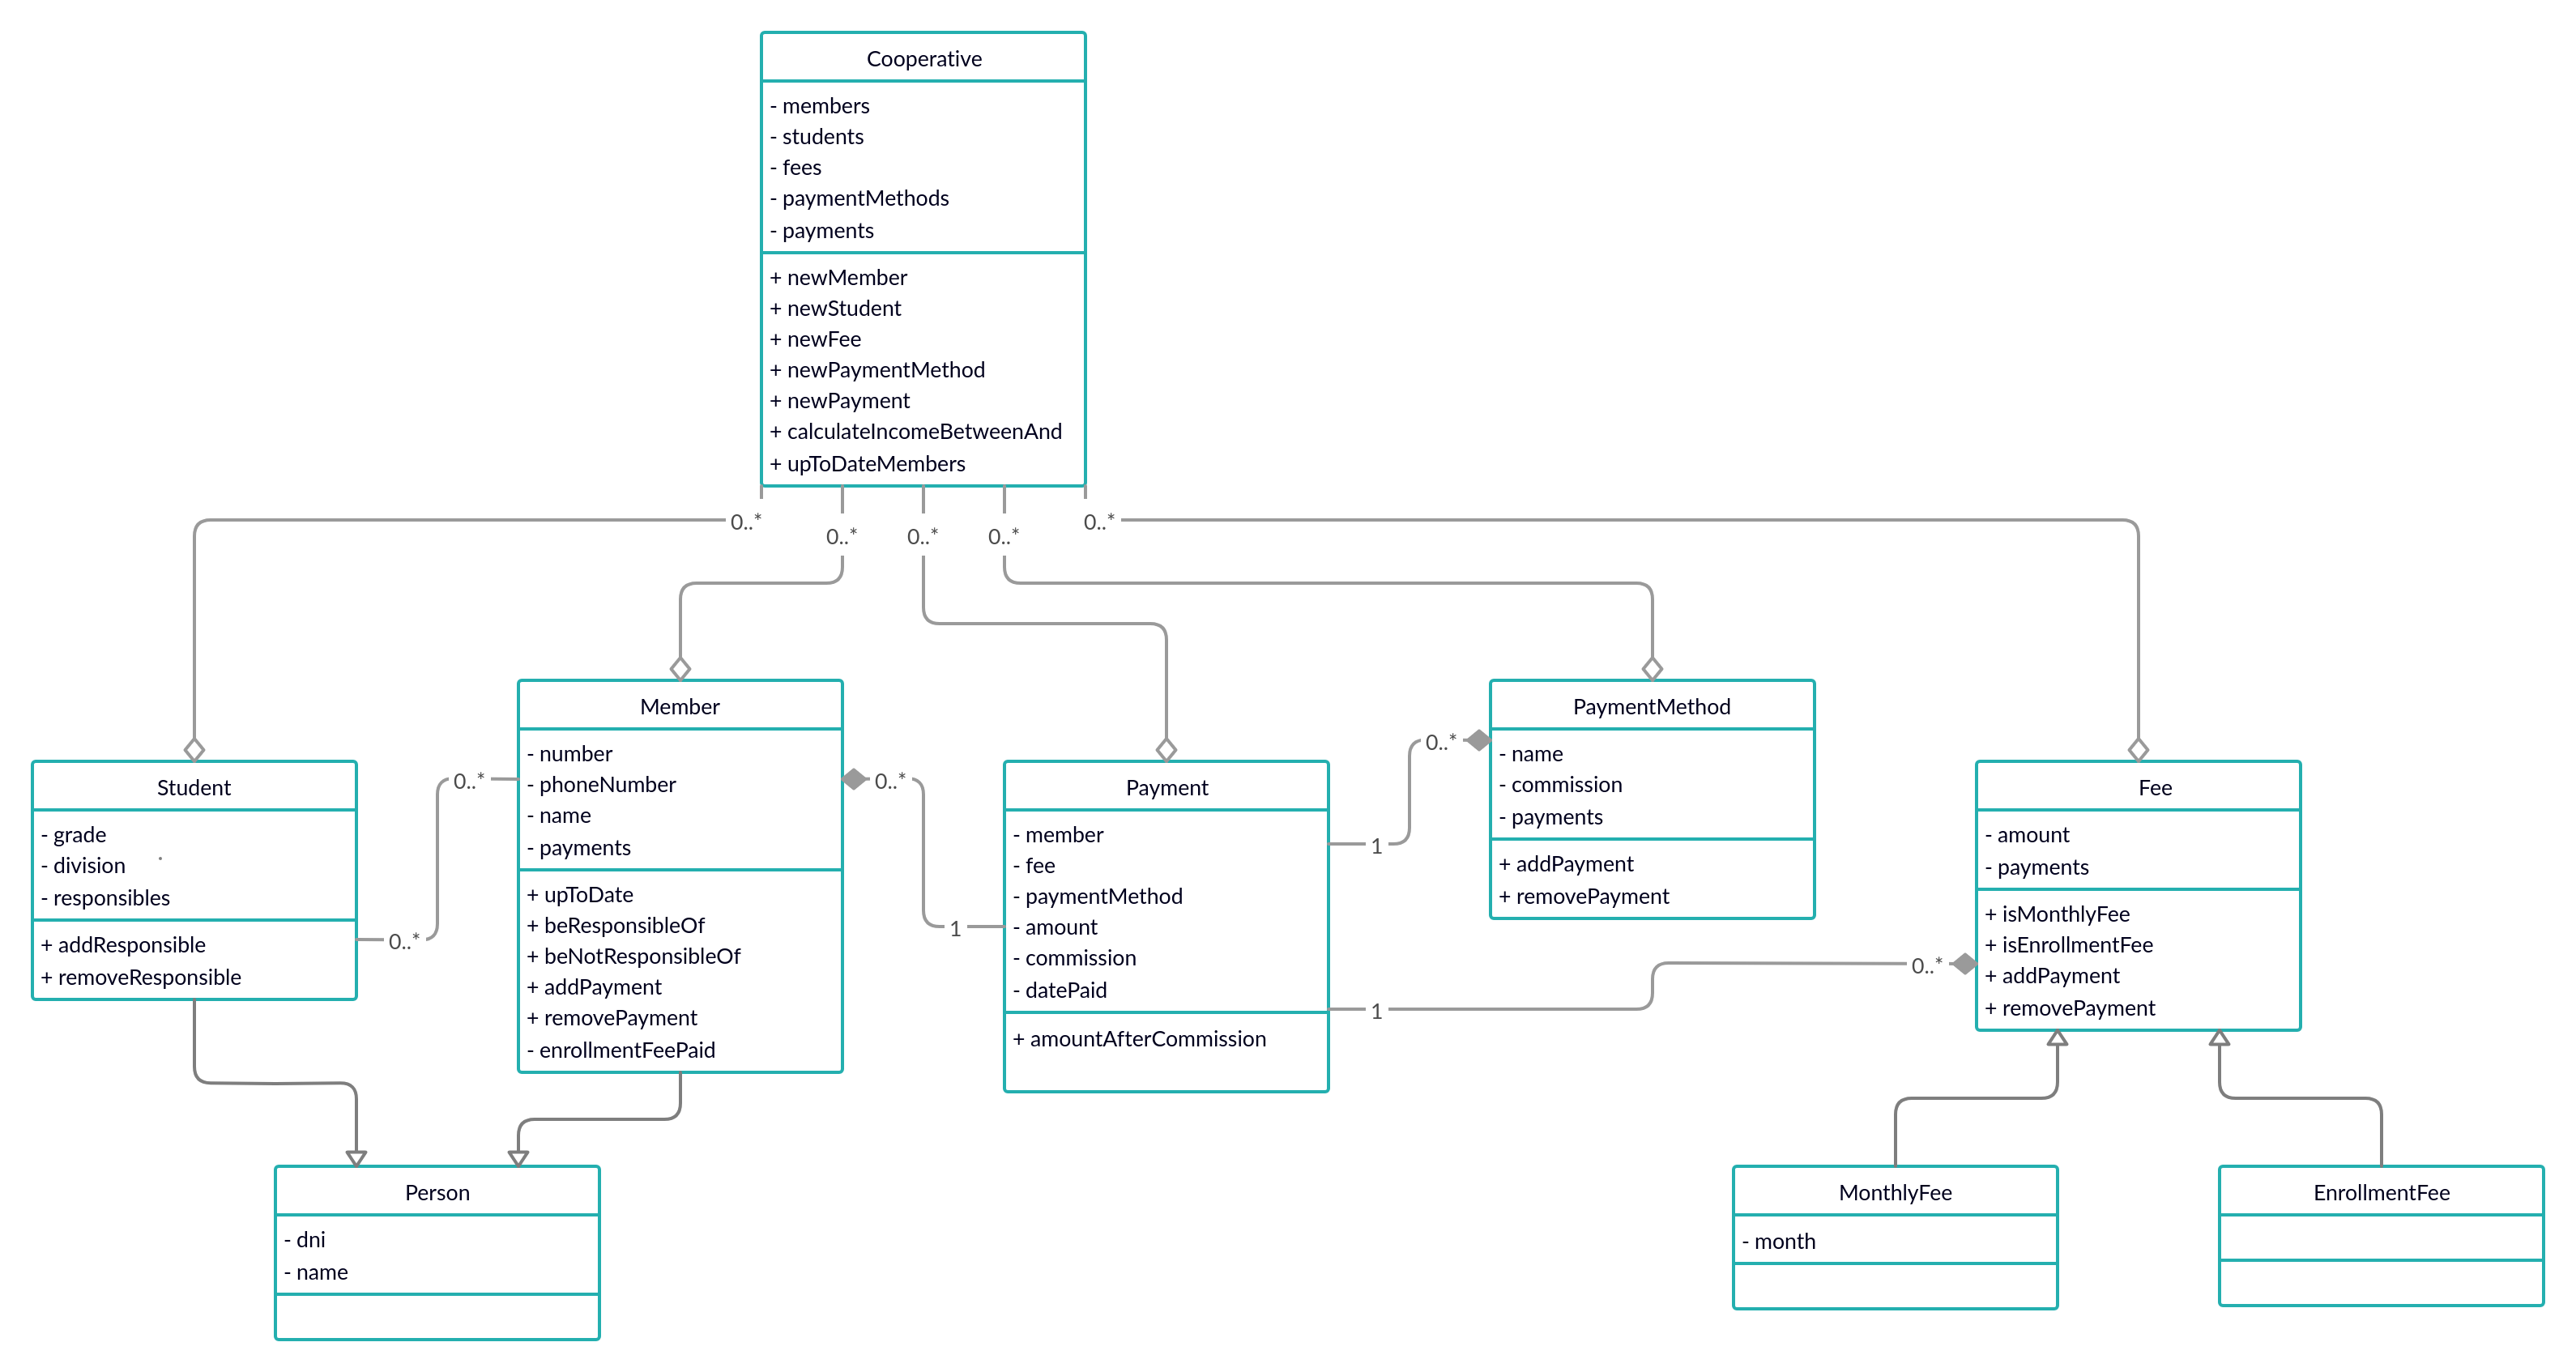 Cooperative
- members
- students
- fees
- paymentMethods
- payments
+ newMember
+ newStudent
+ newFee
+ newPaymentMethod
+ newPayment
+ calculateIncomeBetweenAnd
+ upToDateMembers
0..*
0..*
0..*
0..*
0..*
Student
- grade
- division
- responsibles
+ addResponsible
+ removeResponsible
0..*
0..*
Member
- number
- phoneNumber
- name
- payments
+ upToDate
+ beResponsibleOf
+ beNotResponsibleOf
+ addPayment
+ removePayment
- enrollmentFeePaid
0..*
1
Payment
- member
- fee
- paymentMethod
- amount
- commission
- datePaid
+ amountAfterCommission
0..*
1
PaymentMethod
- name
- commission
- payments
+ addPayment
+ removePayment
0..*
1
Fee
- amount
- payments
+ isMonthlyFee
+ isEnrollmentFee
+ addPayment
+ removePayment
Person
- dni
- name
MonthlyFee
- month
EnrollmentFee